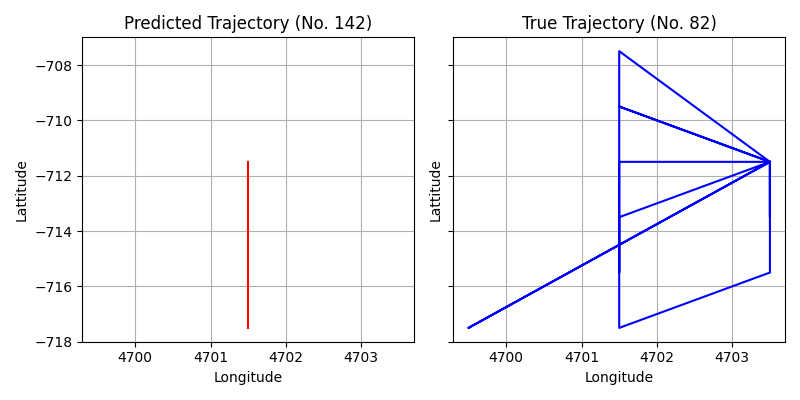 Predicted Trajectory (No. 142)
−708
−710
−712
−714
−716
−718
Lattitude
4700 4701 4702 4703
Longitude
True Trajectory (No. 82)
Lattitude
4700 4701 4702 4703
Longitude